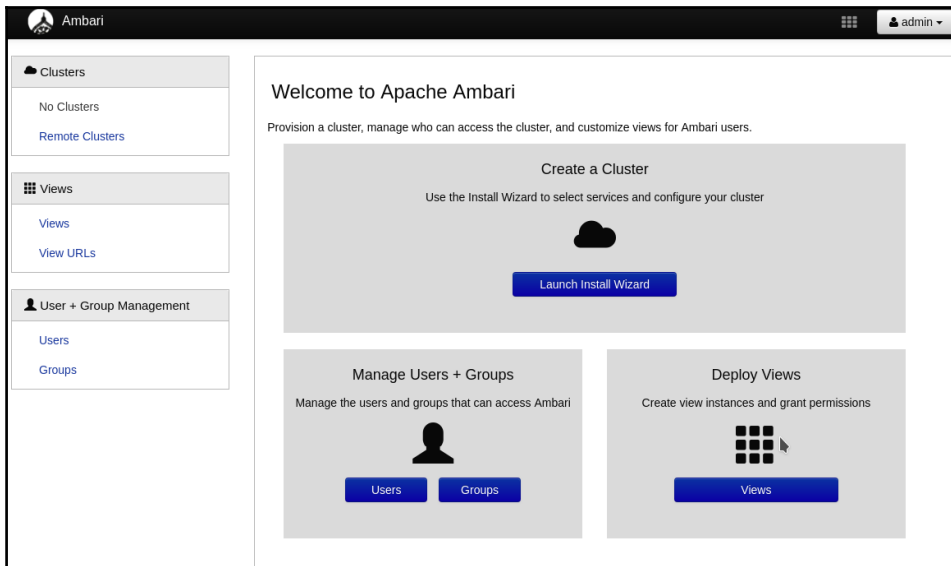 Ambari
admin
Clusters
No Clusters
Remote Clusters
Views
Views
View URLs
User + Group Management
Users
Groups
Welcome to Apache Ambari
Provision a cluster, manage who can access the cluster, and customize views for Ambari users.
Create a Cluster
Use the Install Wizard to select services and configure your cluster
Launch Install Wizard
Manage Users + Groups
Manage the users and groups that can access Ambari
Users
Groups
Deploy Views
Create view instances and grant permissions
Views